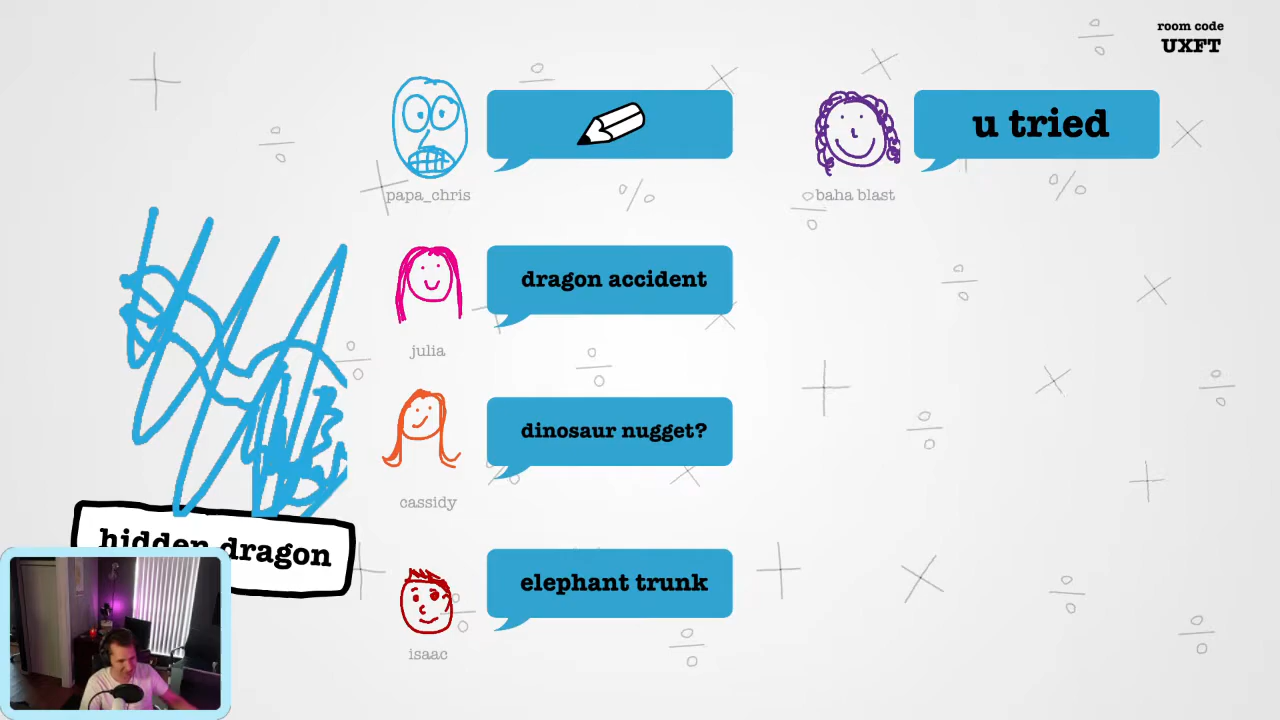 room code
UXFT
papa_chris
u tried
baha blast
dragon accident
julia
dinosaur nugget?
cassidy
hidden dragon
elephant trunk
isaac